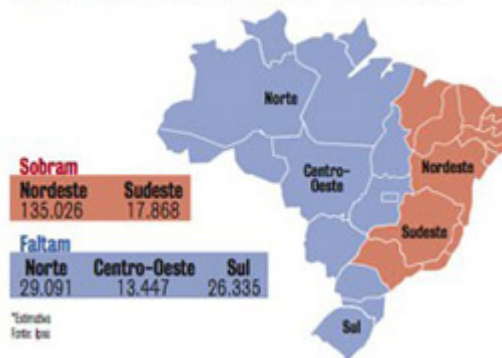 Norte
Centro-Oeste
Nordeste
Sudeste
Sul
Sobram
Nordeste Sudeste
135.026 17.868
Faltam
Norte Centro-Oeste Sul
29.091 13.447 26.335
*Estimativa
Fonte: Ipea